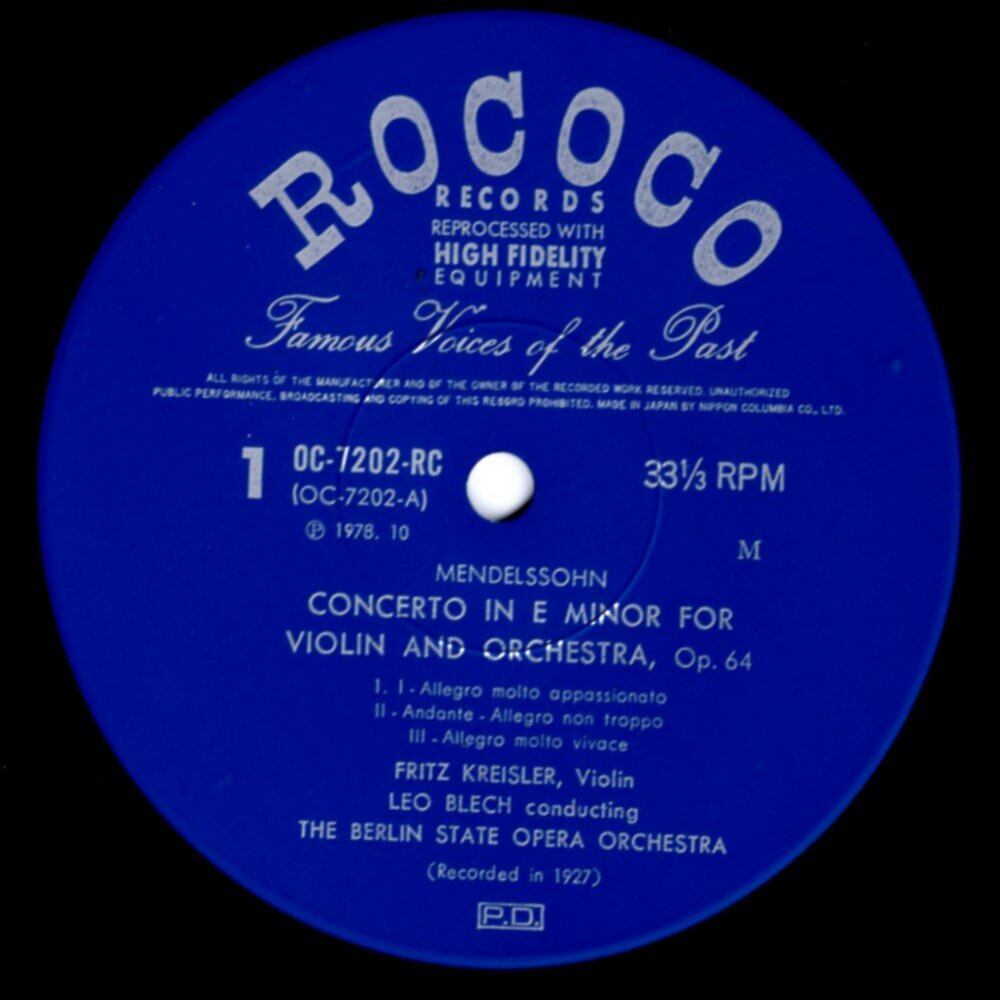 ROCOCO
RECORDS
REPROCESSED WITH
HIGH FIDELITY
EQUIPMENT
Famous Voices of the Past
ALL RIGHTS OF THE MANUFACTURER AND OF THE OWNER OF THE RECORDED WORK RESERVED. UNAUTHORIZED
PUBLIC PERFORMANCE, BROADCASTING AND COPYING OF THIS RECORD PROHIBITED. MADE IN JAPAN BY NIPPON COLUMBIA CO., LTD.
1 OC-7202-RC 33⅓ RPM
(OC-7202-A)
℗ 1978. 10
M
MENDELSSOHN
CONCERTO IN E MINOR FOR
VIOLIN AND ORCHESTRA, Op. 64
1. I - Allegro molto appassionato
II - Andante - Allegro non troppo
III - Allegro molto vivace
FRITZ KREISLER, Violin
LEO BLECH conducting
THE BERLIN STATE OPERA ORCHESTRA
(Recorded in 1927)
P.D.